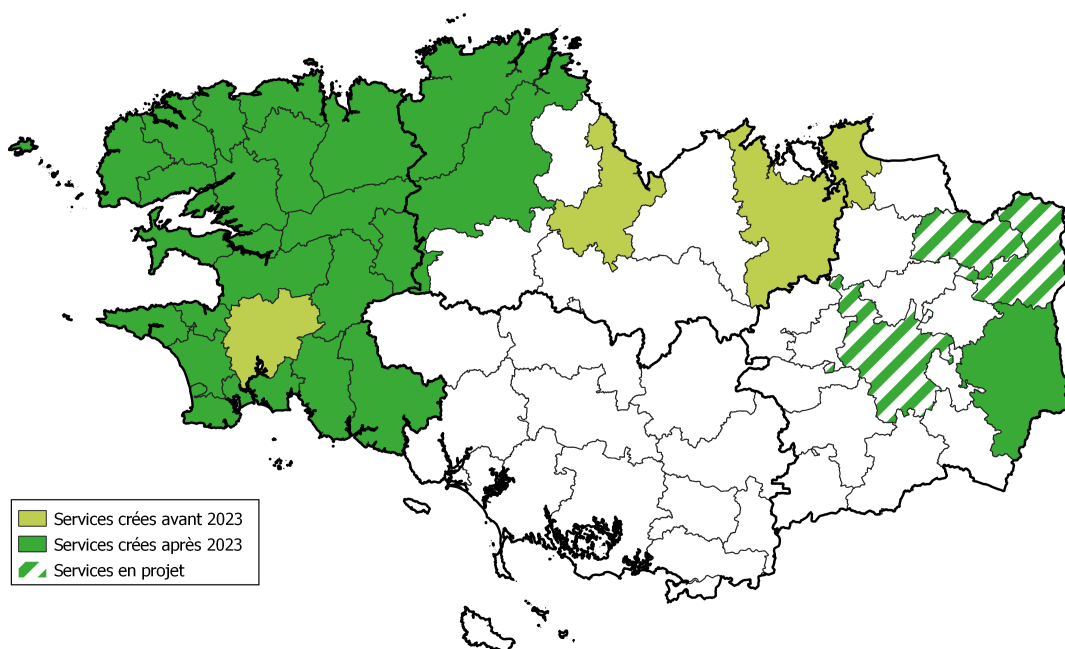 Services crées avant 2023
Services crées après 2023
Services en projet